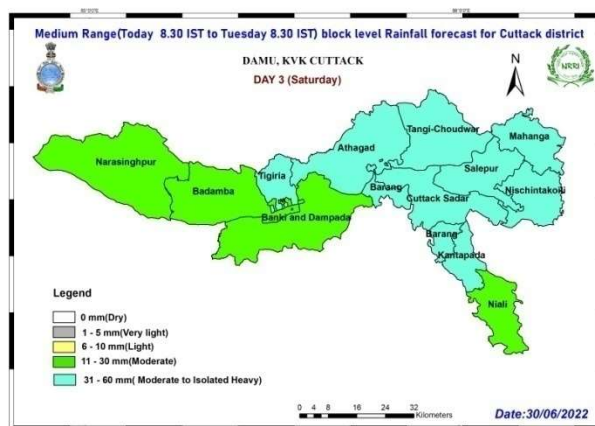 Medium Range(Today 8.30 IST to Tuesday 8.30 IST) block level Rainfall forecast for Cuttack district
DAMU, KVK CUTTACK
DAY 3 (Saturday)
N
NRRI
Tangi-Choudwar
Mahanga
Athagad
Narasinghpur
Salepur
Tigiria
Badamba
Barang
Nischintakoili
Cuttack Sadar
Banki and Dampada
Barang
Kantapada
Niali
Legend
0 mm(Dry)
1 - 5 mm(Very light)
6 - 10 mm(Light)
11 - 30 mm(Moderate)
31 - 60 mm( Moderate to Isolated Heavy)
0 4 8 16 24 32
Kilometers
Date:30/06/2022